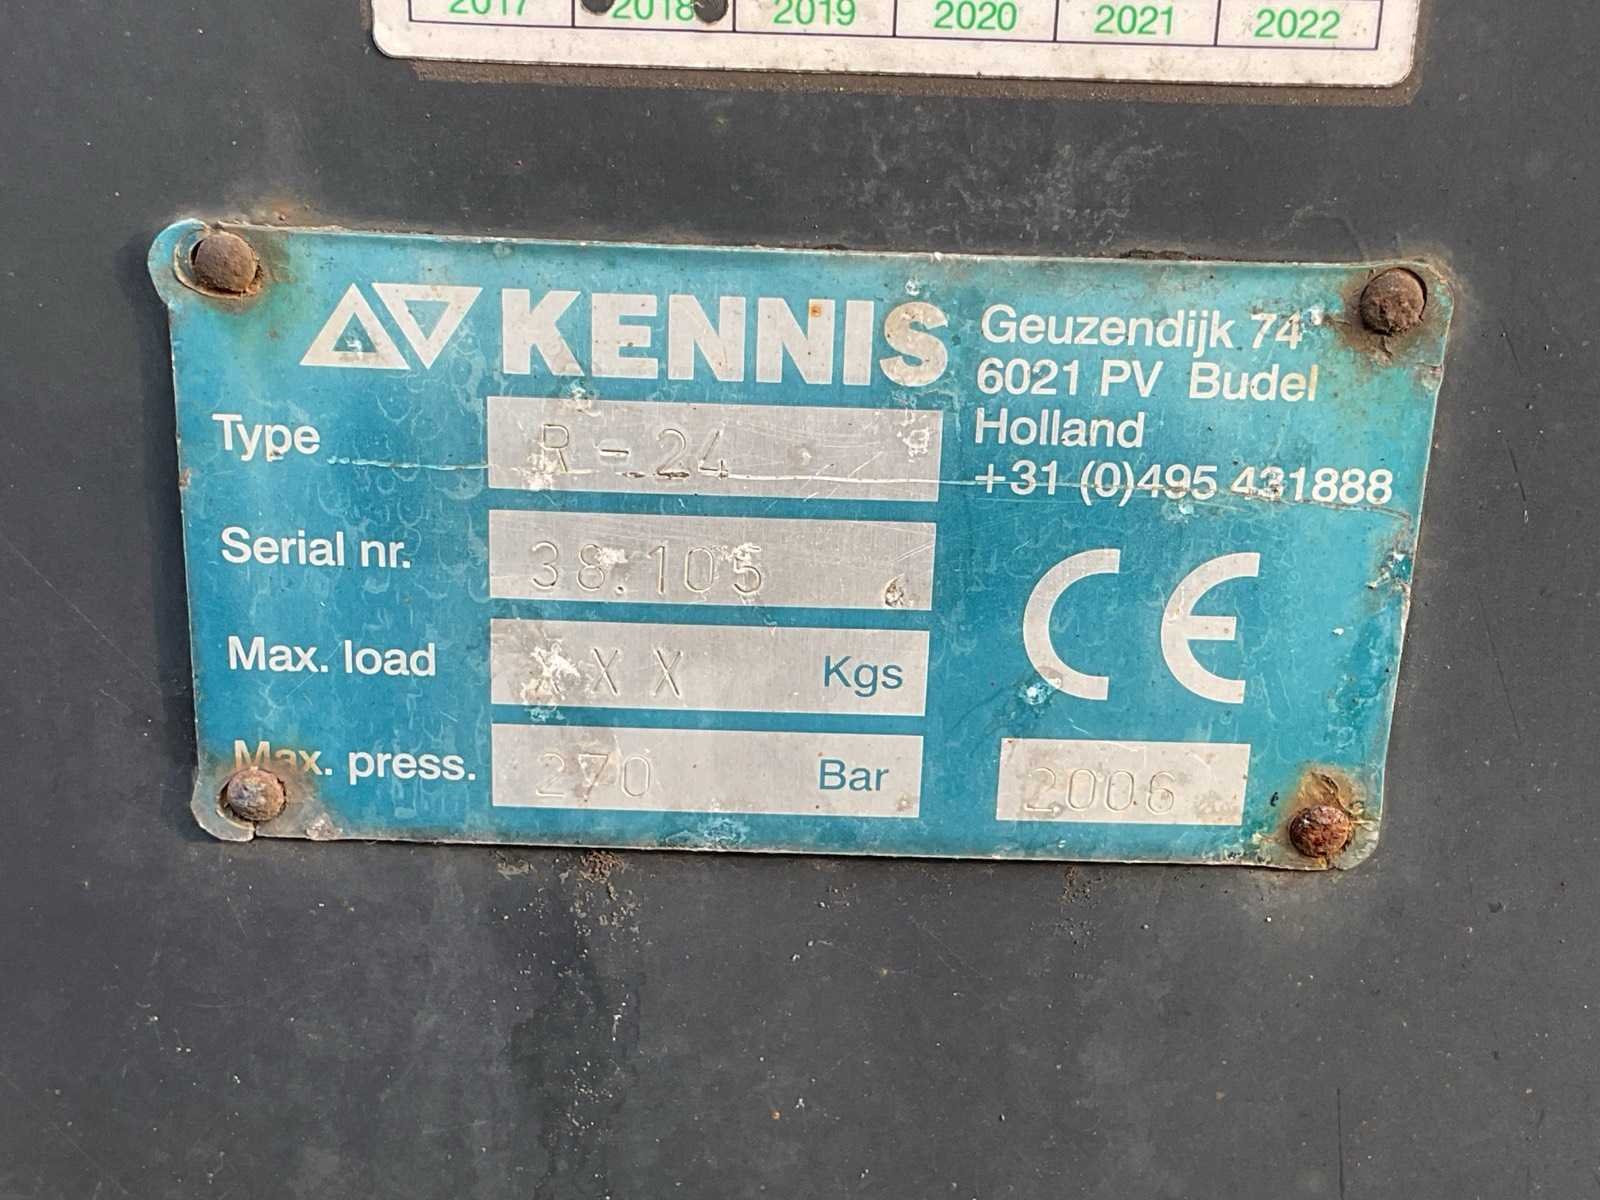 2017 2018 2019 2020 2021 2022
KENNIS
Geuzendijk 74
6021 PV Budel
Holland
+31 (0)495 431888
Type R-24
Serial nr. 38.105
Max. load XXX Kgs
Max. press. 270 Bar
CE
2006